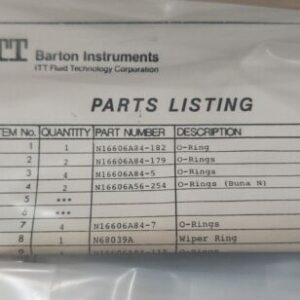 ITT Barton Instruments
ITT Fluid Technology Corporation
PARTS LISTING
ITEM No. QUANTITY PART NUMBER DESCRIPTION
1 1 N16606A84-182 O-Ring
2 2 N16606A84-179 O-Rings
3 4 N16606A84-5 O-Rings
4 2 N16606A56-254 O-Rings (Buna N)
5 ***
6 ***
7 4 N16606A84-7 O-Rings
8 1 N68039A Wiper Ring